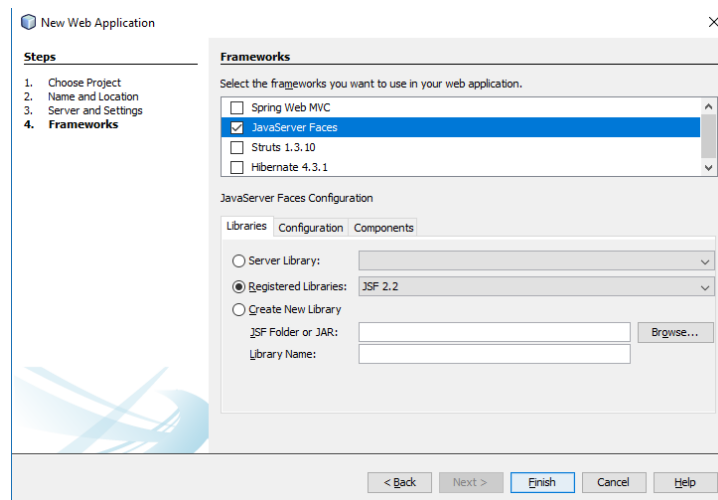 New Web Application
Steps
1. Choose Project
2. Name and Location
3. Server and Settings
4. Frameworks
Frameworks
Select the frameworks you want to use in your web application.
Spring Web MVC
JavaServer Faces
Struts 1.3.10
Hibernate 4.3.1
JavaServer Faces Configuration
Libraries Configuration Components
Server Library:
Registered Libraries: JSF 2.2
Create New Library
JSF Folder or JAR: Browse...
Library Name:
< Back Next > Finish Cancel Help